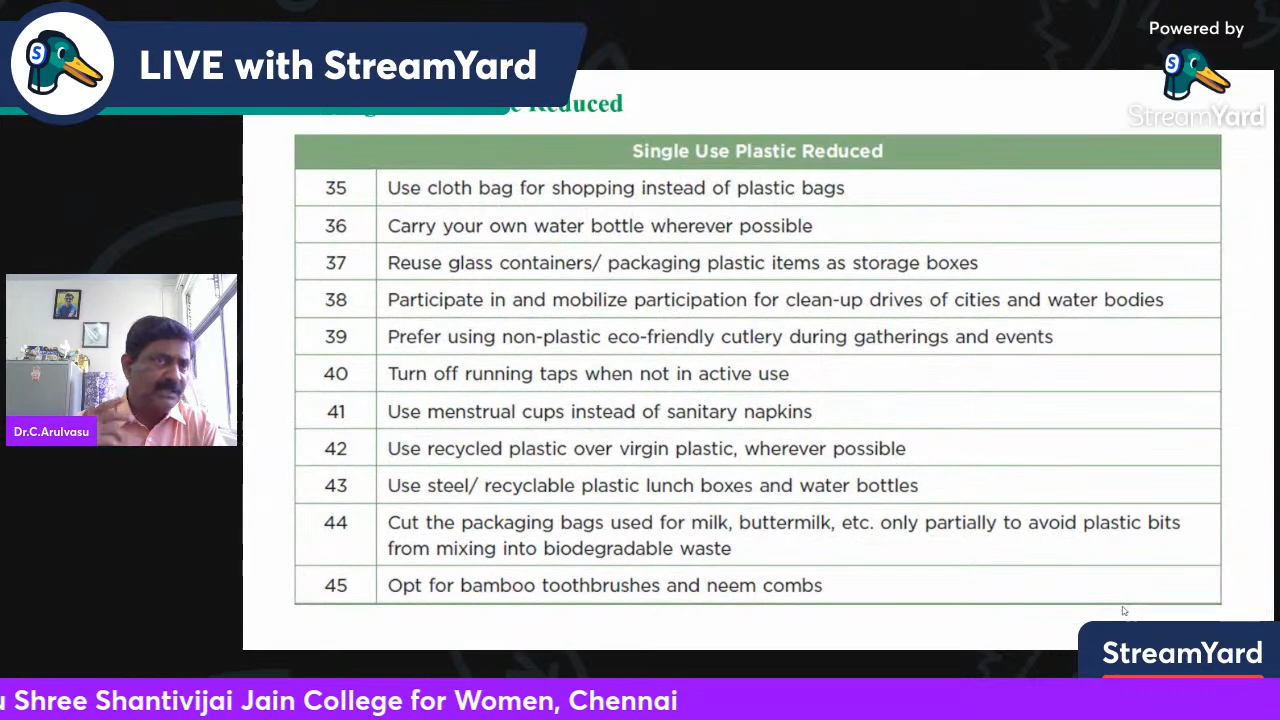 LIVE with StreamYard
Powered by
StreamYard
Reduced
Single Use Plastic Reduced
35 Use cloth bag for shopping instead of plastic bags
36 Carry your own water bottle wherever possible
37 Reuse glass containers/ packaging plastic items as storage boxes
38 Participate in and mobilize participation for clean-up drives of cities and water bodies
39 Prefer using non-plastic eco-friendly cutlery during gatherings and events
40 Turn off running taps when not in active use
41 Use menstrual cups instead of sanitary napkins
42 Use recycled plastic over virgin plastic, wherever possible
43 Use steel/ recyclable plastic lunch boxes and water bottles
44 Cut the packaging bags used for milk, buttermilk, etc. only partially to avoid plastic bits
from mixing into biodegradable waste
45 Opt for bamboo toothbrushes and neem combs
Dr.C.Arulvasu
StreamYard
Shree Shantivijai Jain College for Women, Chennai